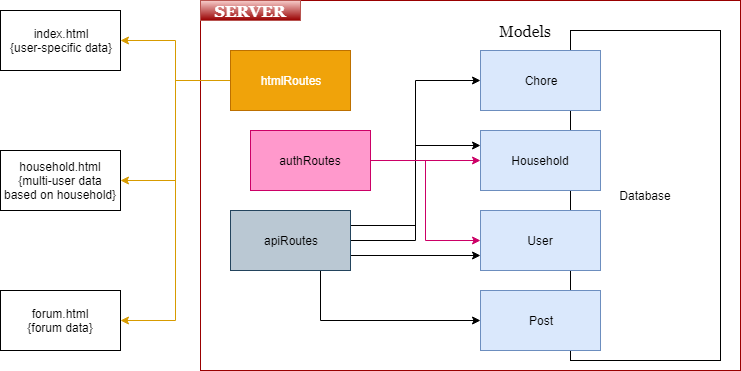 SERVER
index.html
{user-specific data}
household.html
{multi-user data
based on household}
forum.html
{forum data}
htmlRoutes
authRoutes
apiRoutes
Models
Chore
Household
User
Post
Database